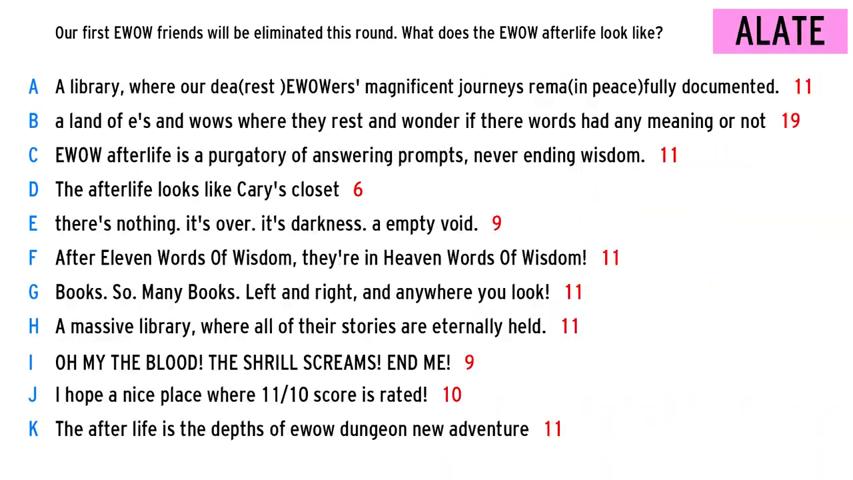 Our first EWOW friends will be eliminated this round. What does the EWOW afterlife look like?
ALATE
A A library, where our dea(rest )EWOWers' magnificent journeys rema(in peace)fully documented. 11
B a land of e's and wows where they rest and wonder if there words had any meaning or not 19
C EWOW afterlife is a purgatory of answering prompts, never ending wisdom. 11
D The afterlife looks like Cary's closet 6
E there's nothing. it's over. it's darkness. a empty void. 9
F After Eleven Words Of Wisdom, they're in Heaven Words Of Wisdom! 11
G Books. So. Many Books. Left and right, and anywhere you look! 11
H A massive library, where all of their stories are eternally held. 11
I OH MY THE BLOOD! THE SHRILL SCREAMS! END ME! 9
J I hope a nice place where 11/10 score is rated! 10
K The after life is the depths of ewow dungeon new adventure 11